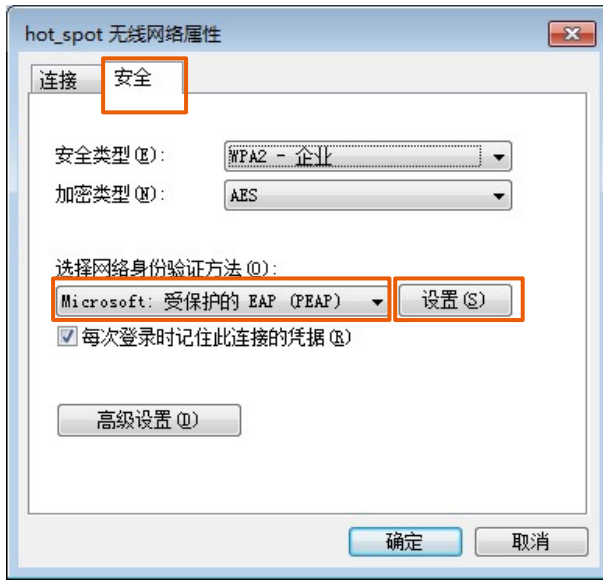 hot_spot 无线网络属性
连接 安全
安全类型(E): WPA2 - 企业
加密类型(N): AES
选择网络身份验证方法(O):
Microsoft: 受保护的 EAP (PEAP) 设置(S)
每次登录时记住此连接的凭据(R)
高级设置(D)
确定 取消